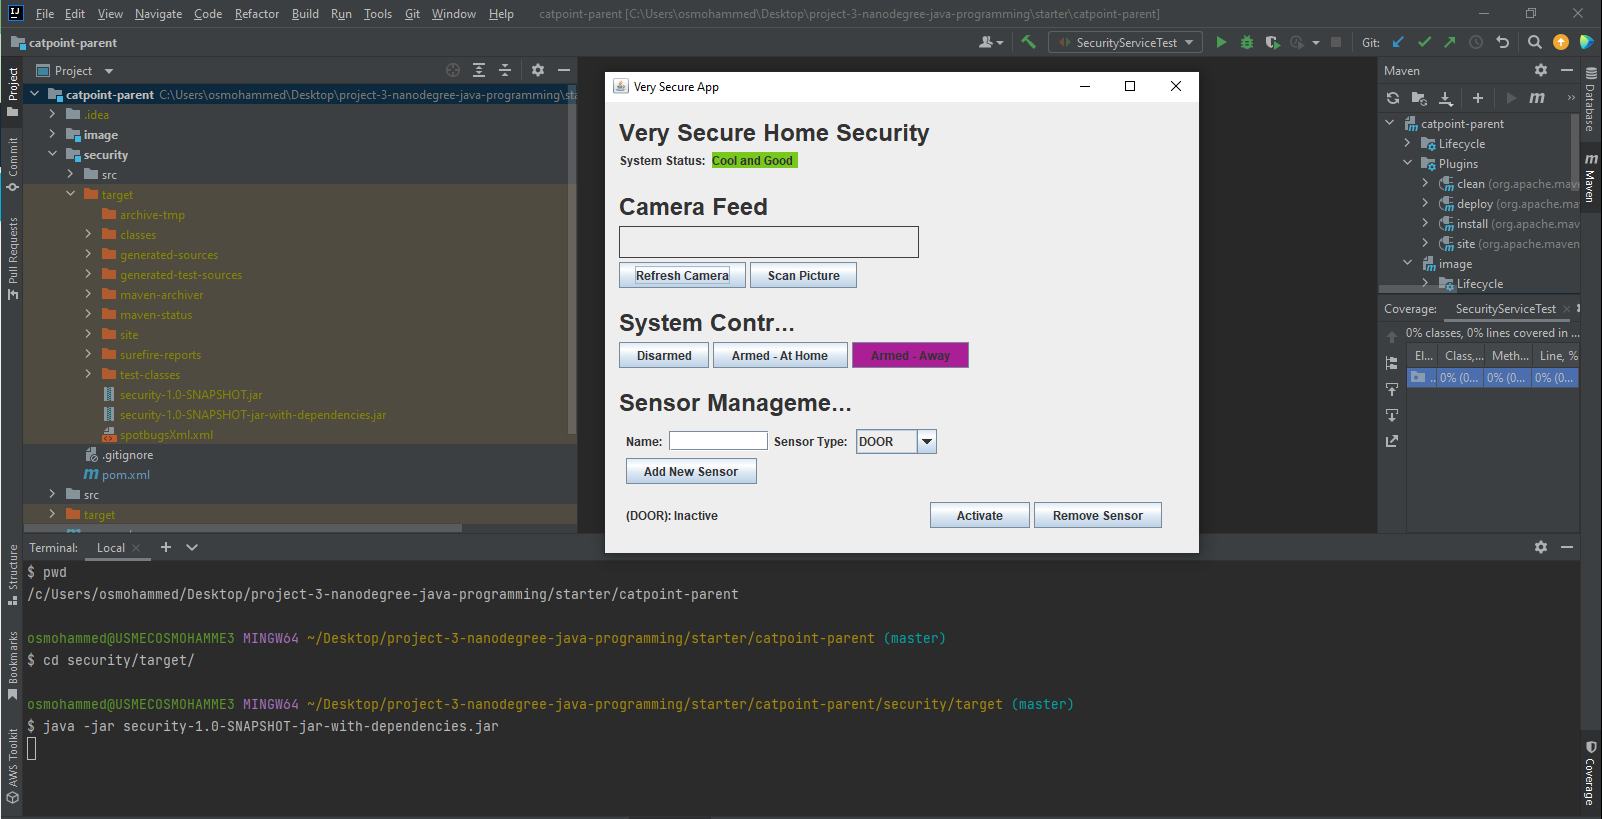 File Edit View Navigate Code Refactor Build Run Tools Git Window Help catpoint-parent [C:\Users\osmohammed\Desktop\project-3-nanodegree-java-programming\starter\catpoint-parent]
catpoint-parent
SecurityServiceTest
Git:
Project
Commit
Pull Requests
Structure
Bookmarks
AWS Toolkit
Project
catpoint-parent C:\Users\osmohammed\Desktop\project-3-nanodegree-java-programming\sta
.idea
image
security
src
target
archive-tmp
classes
generated-sources
generated-test-sources
maven-archiver
maven-status
site
surefire-reports
test-classes
security-1.0-SNAPSHOT.jar
security-1.0-SNAPSHOT-jar-with-dependencies.jar
spotbugsXml.xml
.gitignore
pom.xml
src
target
Very Secure App
Very Secure Home Security
System Status: Cool and Good
Camera Feed
Refresh Camera Scan Picture
System Contr...
Disarmed Armed - At Home Armed - Away
Sensor Manageme...
Name: Sensor Type: DOOR
Add New Sensor
(DOOR): Inactive Activate Remove Sensor
Maven
catpoint-parent
Lifecycle
Plugins
clean (org.apache.mave
deploy (org.apache.ma
install (org.apache.mav
site (org.apache.maven
image
Lifecycle
Coverage: SecurityServiceTest
0% classes, 0% lines covered in ...
El... Class,... Meth... Line, %
.. 0% (0... 0% (0... 0% (0...
Database
Maven
Coverage
Terminal: Local
$ pwd
/c/Users/osmohammed/Desktop/project-3-nanodegree-java-programming/starter/catpoint-parent
osmohammed@USMECOSMOHAMME3 MINGW64 ~/Desktop/project-3-nanodegree-java-programming/starter/catpoint-parent (master)
$ cd security/target/
osmohammed@USMECOSMOHAMME3 MINGW64 ~/Desktop/project-3-nanodegree-java-programming/starter/catpoint-parent/security/target (master)
$ java -jar security-1.0-SNAPSHOT-jar-with-dependencies.jar